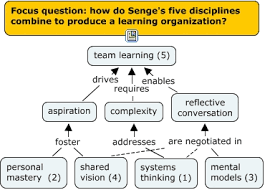 Focus question: how do Senge's five disciplines
combine to produce a learning organization?
team learning (5)
drives
requires
enables
aspiration
complexity
reflective
conversation
foster
addresses
are negotiated in
personal
mastery (2)
shared
vision (4)
systems
thinking (1)
mental
models (3)